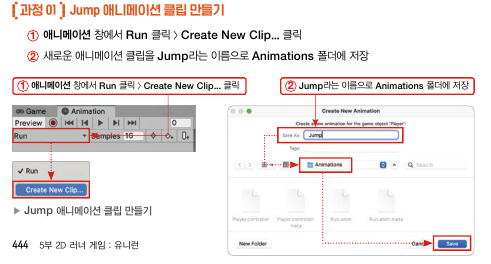 [과정 01] Jump 애니메이션 클립 만들기
① 애니메이션 창에서 Run 클릭 > Create New Clip... 클릭
② 새로운 애니메이션 클립을 Jump라는 이름으로 Animations 폴더에 저장
① 애니메이션 창에서 Run 클릭 > Create New Clip... 클릭
② Jump라는 이름으로 Animations 폴더에 저장
Game Animation
Preview 0
Run Samples 16
✓ Run
Create New Clip...
Create New Animation
Create a new animation for the game object 'Player':
Save As: Jump
Tags:
Animations Search
Player.controller Player.controller.meta Run.anim Run.anim.meta
New Folder Save
▶ Jump 애니메이션 클립 만들기
444 5부 2D 러너 게임 : 유니런